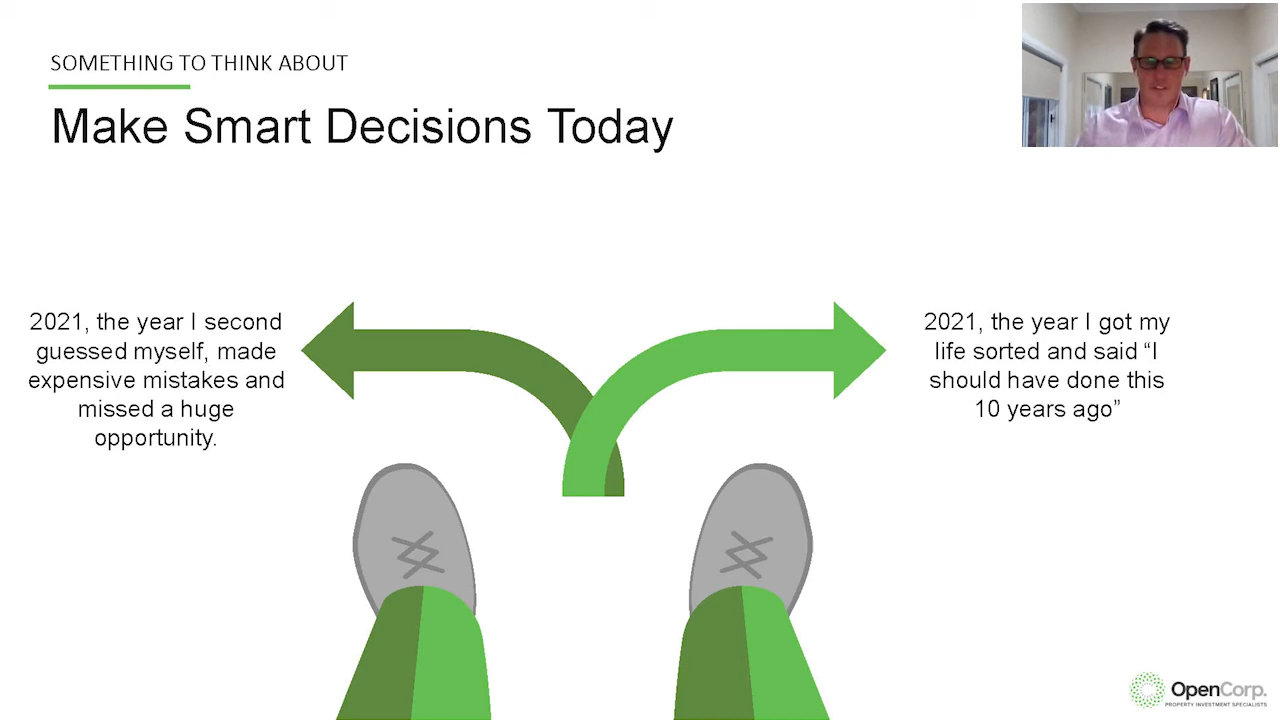 SOMETHING TO THINK ABOUT
Make Smart Decisions Today
2021, the year I second
guessed myself, made
expensive mistakes and
missed a huge
opportunity.
2021, the year I got my
life sorted and said “I
should have done this
10 years ago”
OpenCorp.
PROPERTY INVESTMENT SPECIALISTS